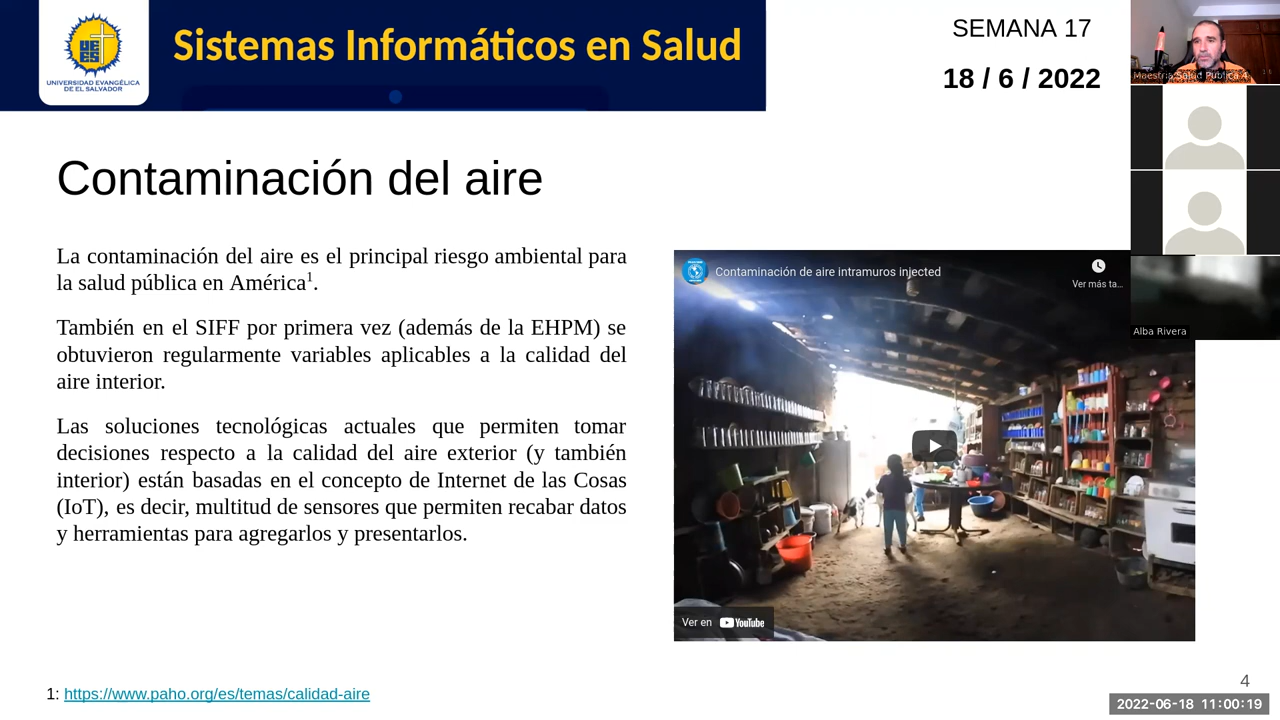 UNIVERSIDAD EVANGÉLICA
DE EL SALVADOR
Sistemas Informáticos en Salud
SEMANA 17
18 / 6 / 2022
Maestria Salud Publica 4
Contaminación del aire
La contaminación del aire es el principal riesgo ambiental para
la salud pública en América1.
También en el SIFF por primera vez (además de la EHPM) se
obtuvieron regularmente variables aplicables a la calidad del
aire interior.
Las soluciones tecnológicas actuales que permiten tomar
decisiones respecto a la calidad del aire exterior (y también
interior) están basadas en el concepto de Internet de las Cosas
(IoT), es decir, multitud de sensores que permiten recabar datos
y herramientas para agregarlos y presentarlos.
Contaminación de aire intramuros injected
Ver más ta...
Alba Rivera
Ver en YouTube
1: https://www.paho.org/es/temas/calidad-aire
4
2022-06-18 11:00:19